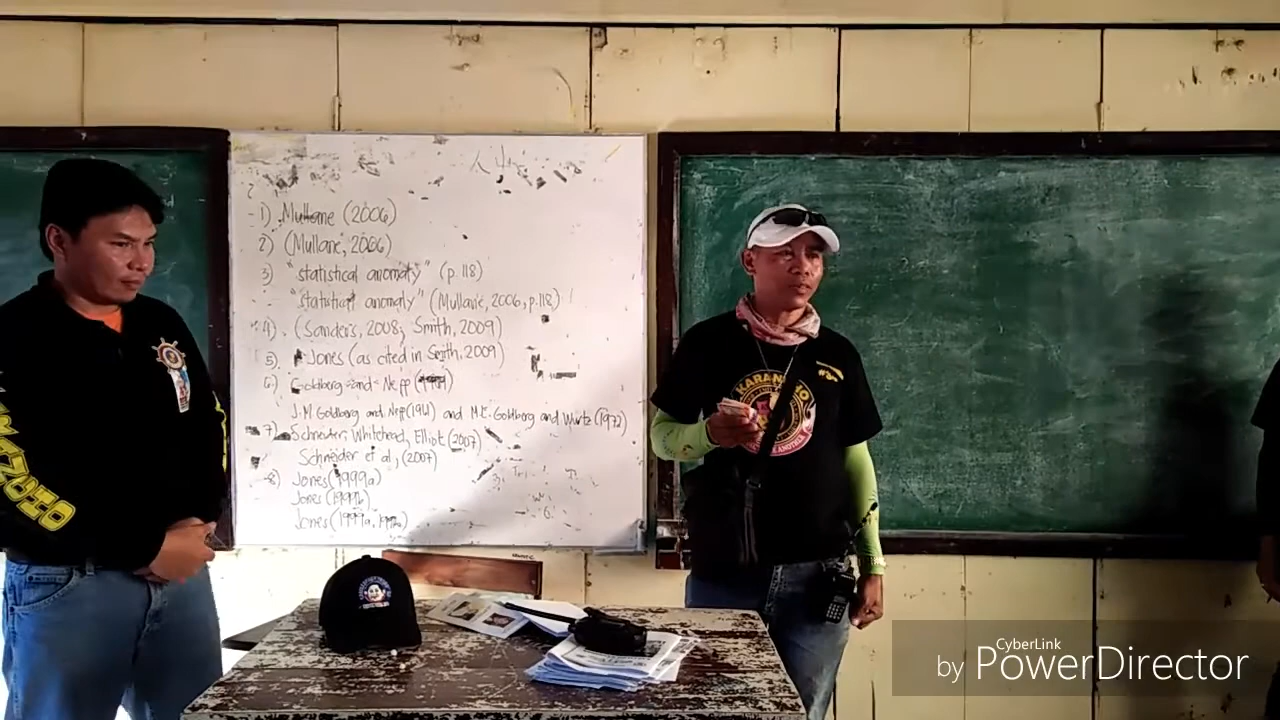 1) Mullane (2006)
2) (Mullane, 2006)
3) "statistical anomaly" (p. 118)
"statistical anomaly" (Mullane, 2006, p. 118)
4) (Sanders, 2008; Smith, 2009)
5) Jones (as cited in Smith, 2009)
6) Goldberg and Nepp
J.M Goldberg and Neff (1961) and M.E. Goldberg and Wurtz (1972)
7) Schneider, Whitehead, Elliot (2007)
Schneider et al, (2007)
8) Jones (1999a)
Jones (1999b)
Jones (1999a,
KARANCHO
CyberLink
by PowerDirector